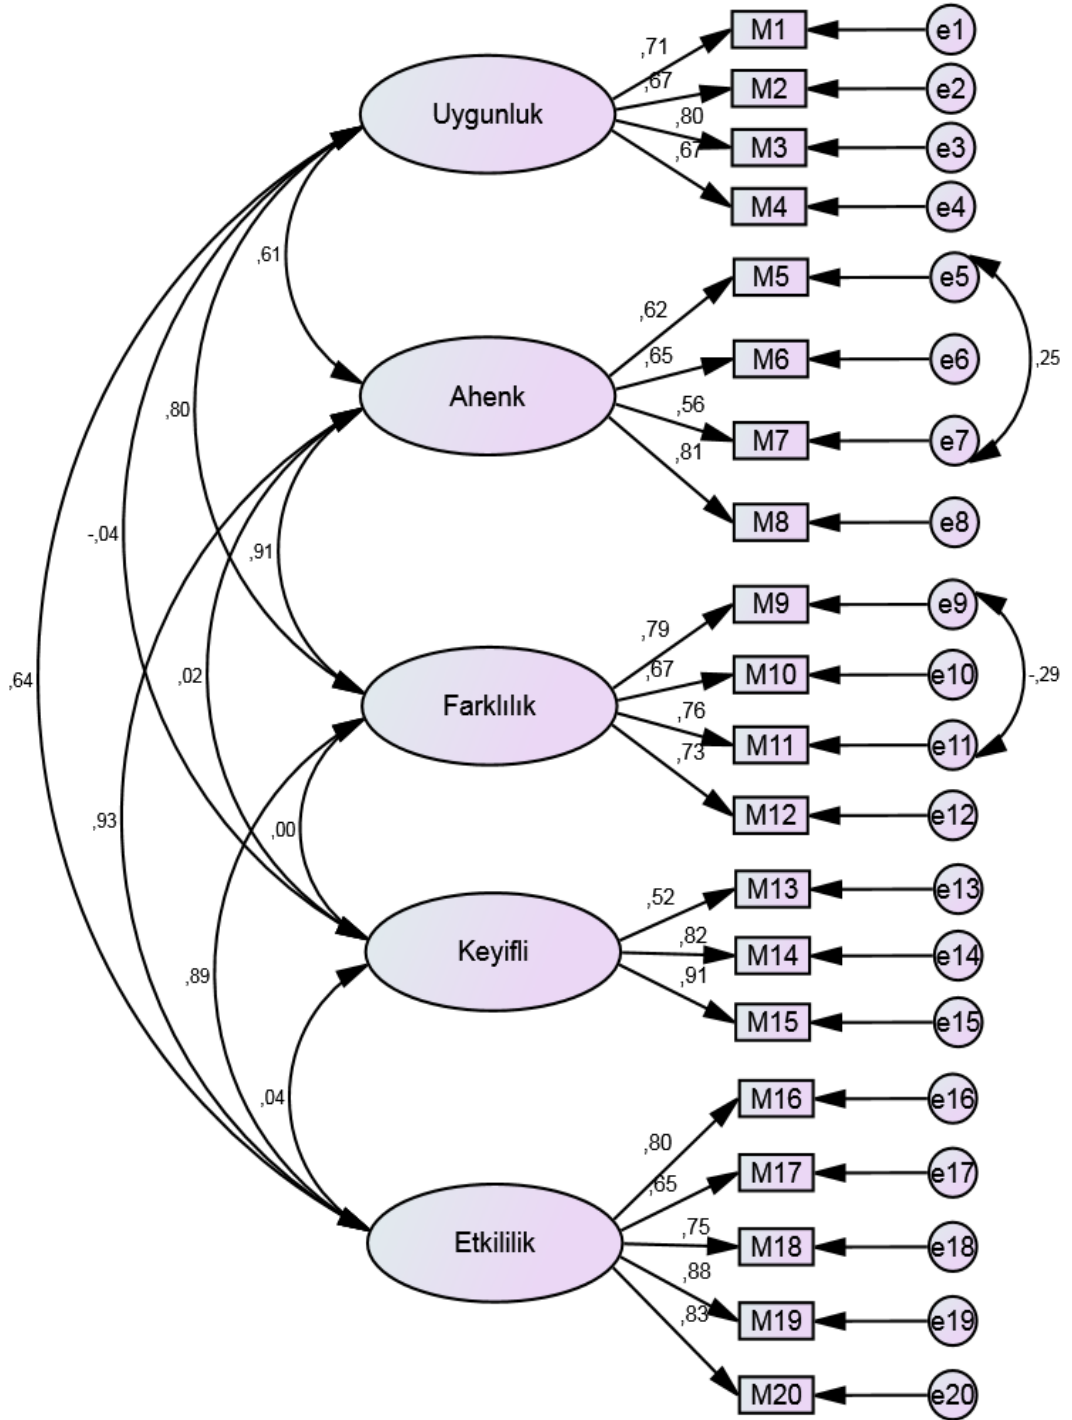 M1
e1
,71
M2
e2
,67
Uygunluk
,80
M3
e3
,67
M4
e4
,61
M5
e5
,62
,65
M6
e6
,25
Ahenk
,56
M7
e7
,80
,81
M8
e8
-,04
,91
M9
e9
,79
,67
M10
e10
-,29
,64
,02
Farklılık
,76
M11
e11
,73
M12
e12
,93
,00
M13
e13
,52
,82
M14
e14
Keyifli
,91
M15
e15
,89
,04
M16
e16
,80
M17
e17
,65
Etkililik
,75
M18
e18
,88
M19
e19
,83
M20
e20